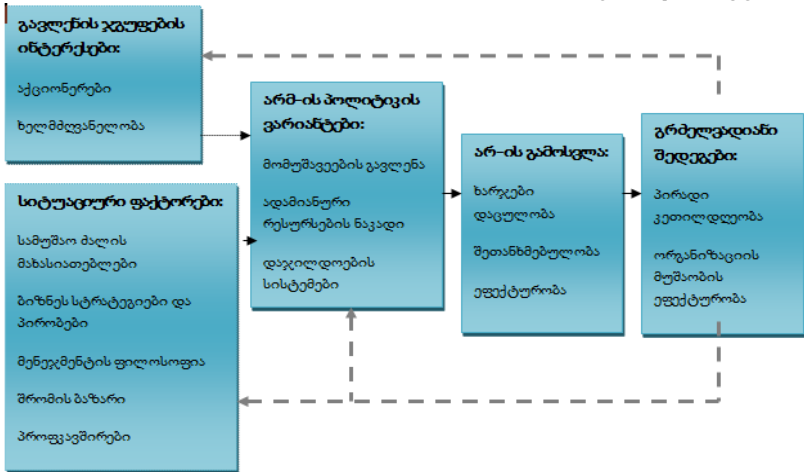 გავლენის ჯგუფების
ინტერესები:
აქციონერები
ხელმძღვანელობა
სიტუაციური ფაქტორები:
სამუშაო ძალის
მახასიათებლები
ბიზნეს სტრატეგიები და
პირობები
მენეჯმენტის ფილოსოფია
შრომის ბაზარი
პროფკავშირები
არმ-ის პოლიტიკის
ვარიანტები:
მომუშავეების გავლენა
ადამიანური
რესურსების ნაკადი
დაჯილდოების
სისტემები
არ-ის გამოსვლა:
ხარჯები
დაცულობა
შეთანხმებულობა
ეფექტურობა
გრძელვადიანი
შედეგები:
პირადი
კეთილდღეობა
ორგანიზაციის
მუშაობის
ეფექტურობა